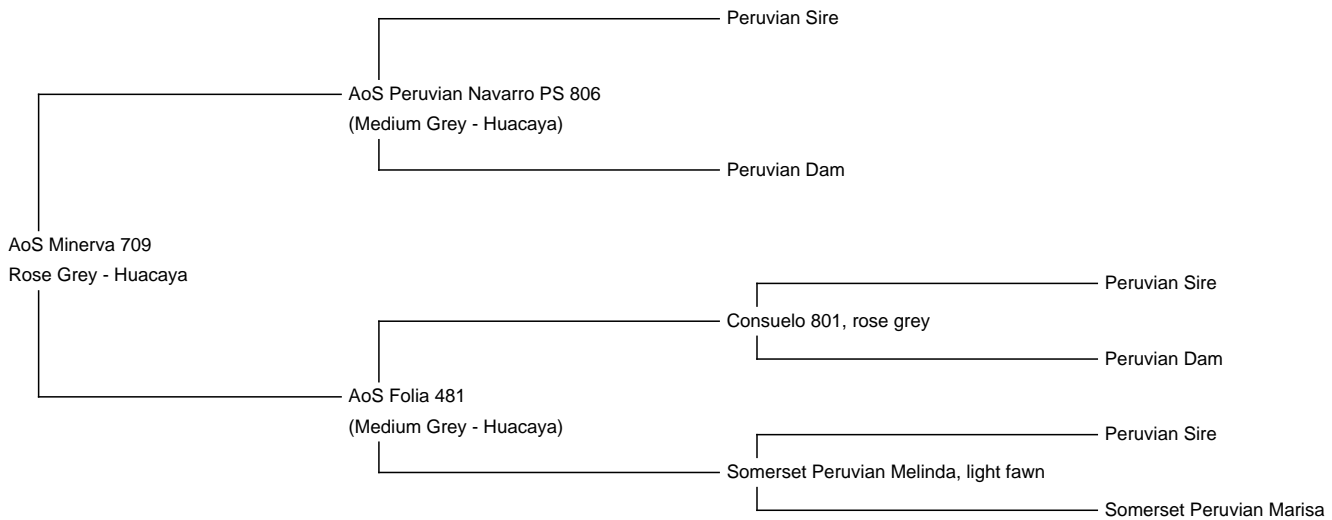 Peruvian Sire
AoS Peruvian Navarro PS 806
(Medium Grey - Huacaya)
Peruvian Dam
AoS Minerva 709
Rose Grey - Huacaya
Peruvian Sire
Consuelo 801, rose grey
Peruvian Dam
AoS Folia 481
(Medium Grey - Huacaya)
Peruvian Sire
Somerset Peruvian Melinda, light fawn
Somerset Peruvian Marisa